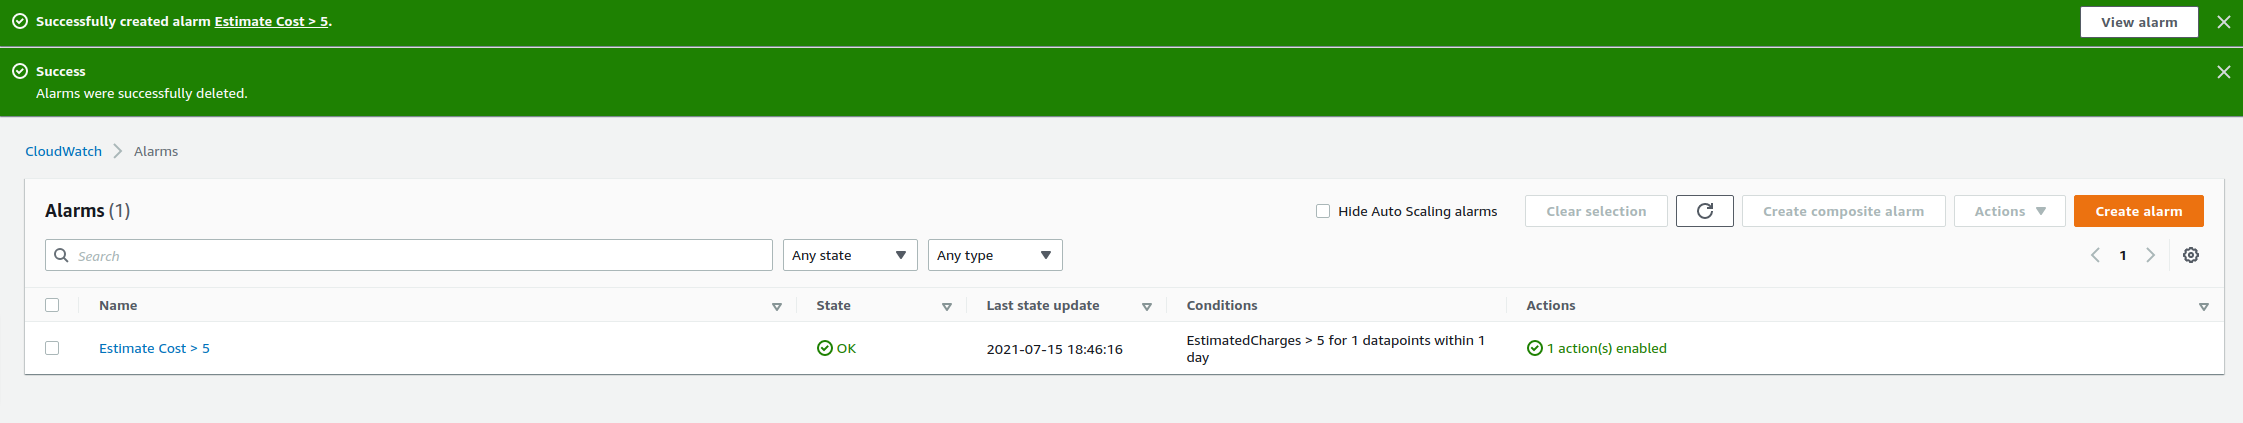 Successfully created alarm Estimate Cost > 5.
View alarm
Success
Alarms were successfully deleted.
CloudWatch Alarms
Alarms (1)
Hide Auto Scaling alarms
Clear selection
Create composite alarm
Actions
Create alarm
Search
Any state
Any type
1
Name State Last state update Conditions Actions
Estimate Cost > 5
OK
2021-07-15 18:46:16
EstimatedCharges > 5 for 1 datapoints within 1
day
1 action(s) enabled